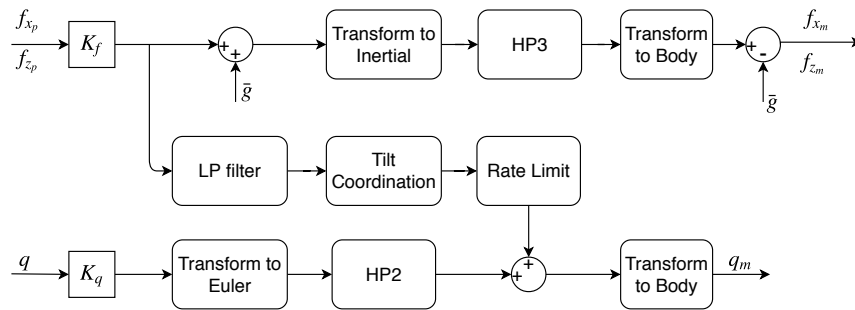 f_{x_p}
f_{z_p}
K_f
+
+
ḡ
Transform to
Inertial
HP3
Transform
to Body
+
-
ḡ
f_{x_m}
f_{z_m}
LP filter
Tilt
Coordination
Rate Limit
q
K_q
Transform to
Euler
HP2
+
+
Transform
to Body
q_m